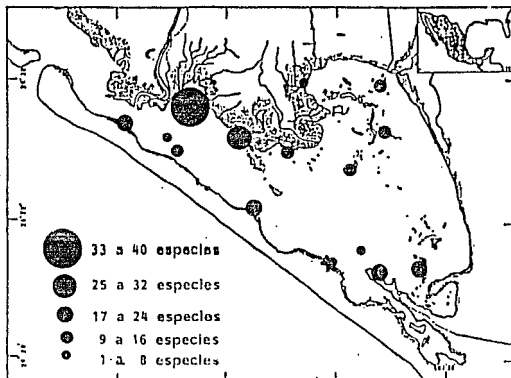 33 a 40 especies
25 a 32 especies
17 a 24 especies
9 a 16 especies
1 a 8 especies